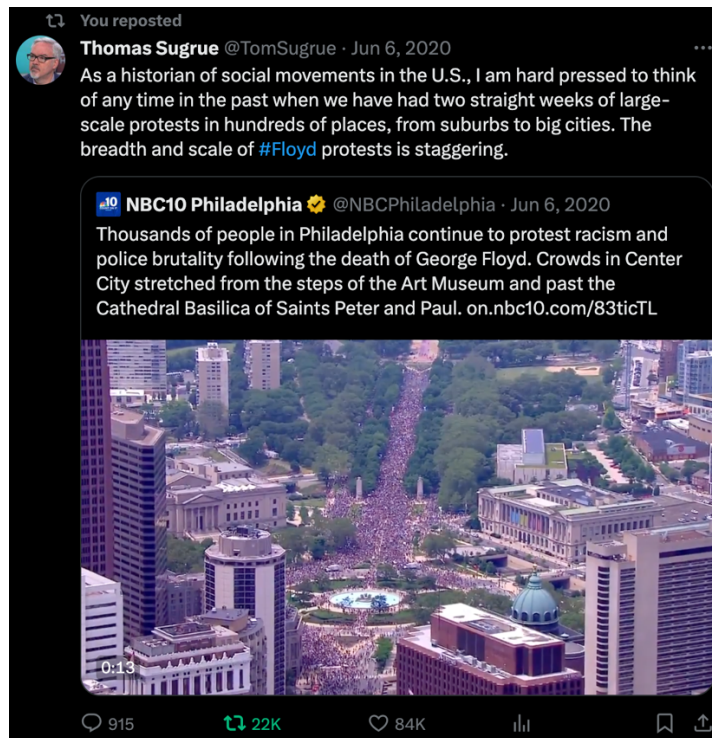 You reposted
Thomas Sugrue @TomSugrue · Jun 6, 2020
As a historian of social movements in the U.S., I am hard pressed to think
of any time in the past when we have had two straight weeks of large-
scale protests in hundreds of places, from suburbs to big cities. The
breadth and scale of #Floyd protests is staggering.
10 NBC10 Philadelphia @NBCPhiladelphia · Jun 6, 2020
Thousands of people in Philadelphia continue to protest racism and
police brutality following the death of George Floyd. Crowds in Center
City stretched from the steps of the Art Museum and past the
Cathedral Basilica of Saints Peter and Paul. on.nbc10.com/83ticTL
0:13
915 22K 84K